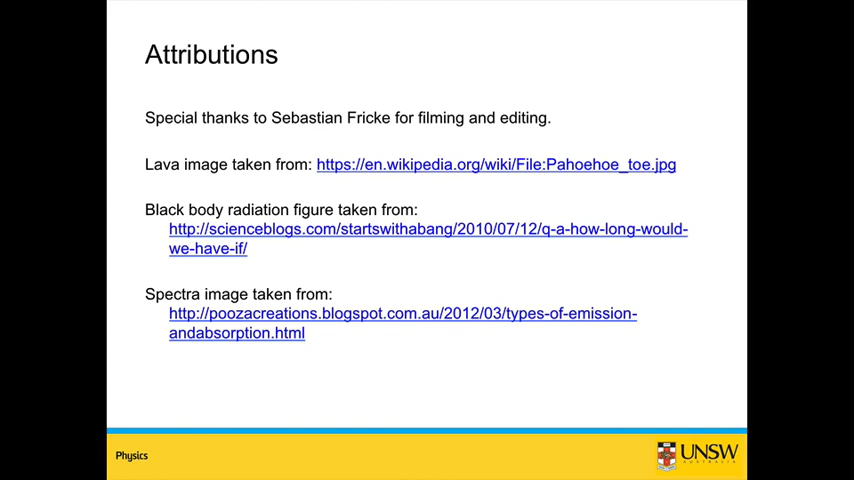 Attributions
Special thanks to Sebastian Fricke for filming and editing.
Lava image taken from: https://en.wikipedia.org/wiki/File:Pahoehoe_toe.jpg
Black body radiation figure taken from:
http://scienceblogs.com/startswithabang/2010/07/12/q-a-how-long-would-
we-have-if/
Spectra image taken from:
http://poozacreations.blogspot.com.au/2012/03/types-of-emission-
andabsorption.html
Physics
UNSW
AUSTRALIA